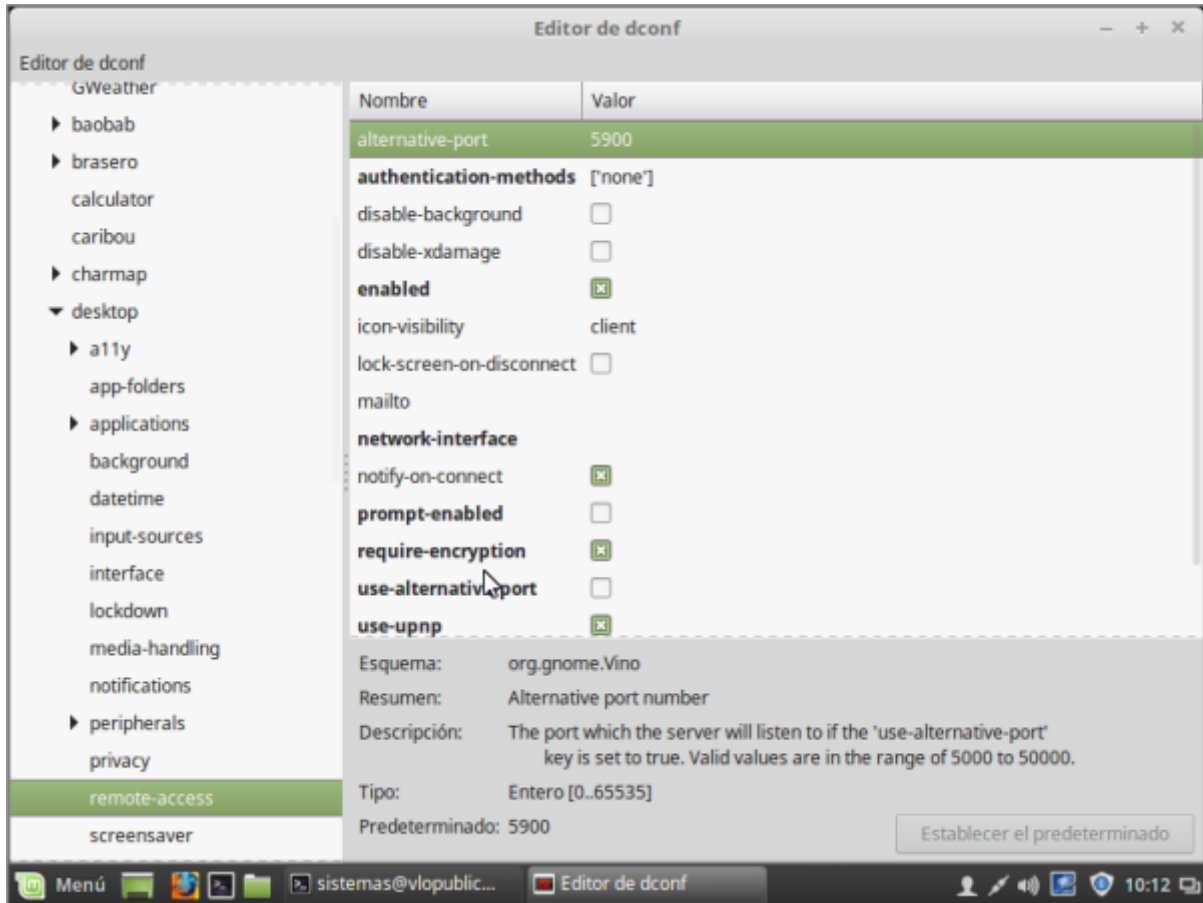 Editor de dconf
Editor de dconf
GWeather
baobab
brasero
calculator
caribou
charmap
desktop
a11y
app-folders
applications
background
datetime
input-sources
interface
lockdown
media-handling
notifications
peripherals
privacy
remote-access
screensaver
Nombre Valor
alternative-port 5900
authentication-methods ['none']
disable-background
disable-xdamage
enabled
icon-visibility client
lock-screen-on-disconnect
mailto
network-interface
notify-on-connect
prompt-enabled
require-encryption
use-alternative-port
use-upnp
Esquema: org.gnome.Vino
Resumen: Alternative port number
Descripción: The port which the server will listen to if the 'use-alternative-port'
key is set to true. Valid values are in the range of 5000 to 50000.
Tipo: Entero [0..65535]
Predeterminado: 5900
Establecer el predeterminado
Menú sistemas@vlopublic... Editor de dconf 10:12